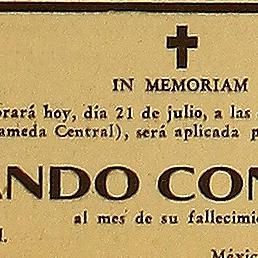 IN MEMORIAM
orará hoy, día 21 de julio, a las
ameda Central), será aplicada p
ANDO CON
al mes de su fallecimi
l.
Méxic